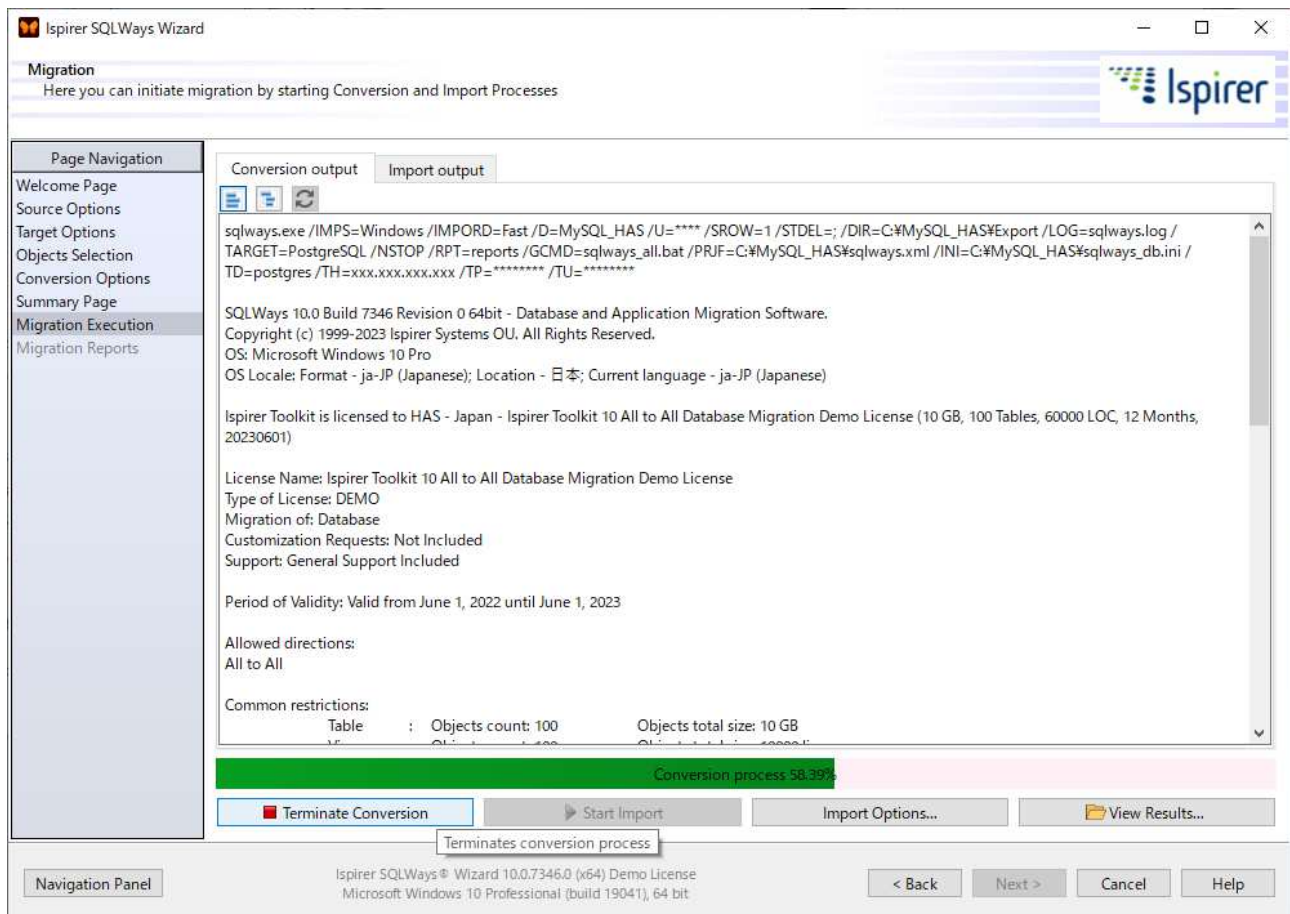 Ispirer SQLWays Wizard
Migration
Here you can initiate migration by starting Conversion and Import Processes
Ispirer
Page Navigation
Welcome Page
Source Options
Target Options
Objects Selection
Conversion Options
Summary Page
Migration Execution
Migration Reports
Conversion output Import output
sqlways.exe /IMPS=Windows /IMPORD=Fast /D=MySQL_HAS /U=**** /SROW=1 /STDEL=; /DIR=C:¥MySQL_HAS¥Export /LOG=sqlways.log /
TARGET=PostgreSQL /NSTOP /RPT=reports /GCMD=sqlways_all.bat /PRJF=C:¥MySQL_HAS¥sqlways.xml /INI=C:¥MySQL_HAS¥sqlways_db.ini /
TD=postgres /TH=xxx.xxx.xxx.xxx /TP=******** /TU=********
SQLWays 10.0 Build 7346 Revision 0 64bit - Database and Application Migration Software.
Copyright (c) 1999-2023 Ispirer Systems OU. All Rights Reserved.
OS: Microsoft Windows 10 Pro
OS Locale: Format - ja-JP (Japanese); Location - 日本; Current language - ja-JP (Japanese)
Ispirer Toolkit is licensed to HAS - Japan - Ispirer Toolkit 10 All to All Database Migration Demo License (10 GB, 100 Tables, 60000 LOC, 12 Months,
20230601)
License Name: Ispirer Toolkit 10 All to All Database Migration Demo License
Type of License: DEMO
Migration of: Database
Customization Requests: Not Included
Support: General Support Included
Period of Validity: Valid from June 1, 2022 until June 1, 2023
Allowed directions:
All to All
Common restrictions:
Table : Objects count: 100 Objects total size: 10 GB
Conversion process 58.39%
Terminate Conversion Start Import Import Options... View Results...
Terminates conversion process
Navigation Panel
Ispirer SQLWays® Wizard 10.0.7346.0 (x64) Demo License
Microsoft Windows 10 Professional (build 19041), 64 bit
< Back Next > Cancel Help